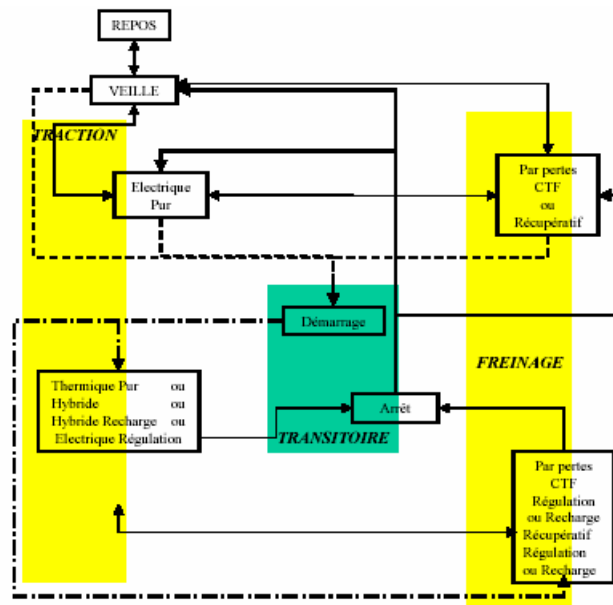 REPOS
VEILLE
TRACTION
Electrique
Pur
Par pertes
CTF
ou
Récupératif
Démarrage
FREINAGE
Thermique Pur ou
Hybride ou
Hybride Recharge ou
Electrique Régulation
Arrêt
TRANSITOIRE
Par pertes
CTF
Régulation
ou Recharge
Récupératif
Régulation
ou Recharge